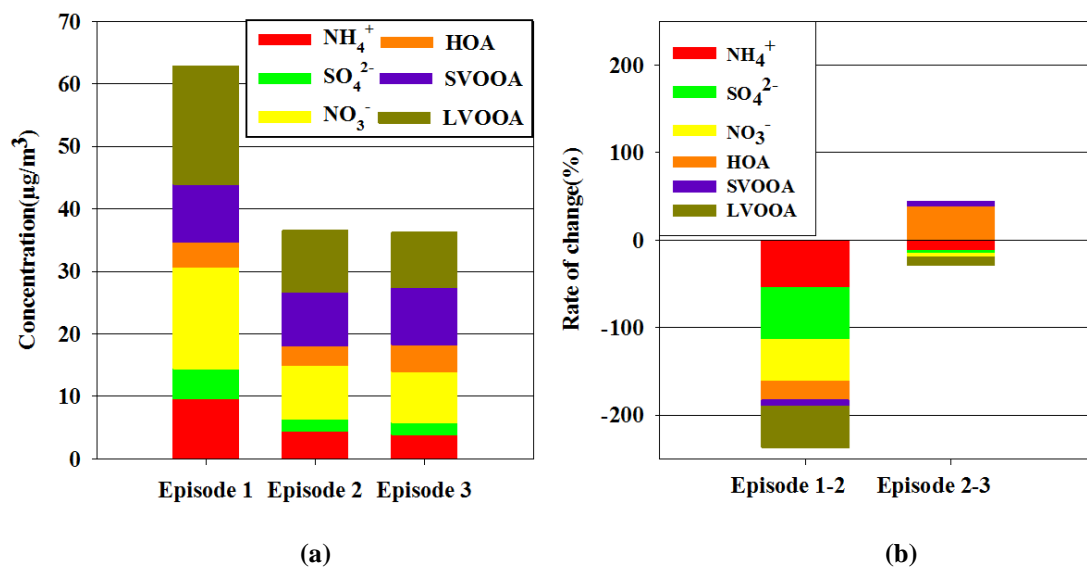 70
60
50
40
30
20
10
0
Concentration(µg/m³)
NH₄⁺ HOA
SO₄²⁻ SVOOA
NO₃⁻ LVOOA
Episode 1 Episode 2 Episode 3
(a)
200
100
0
-100
-200
Rate of change(%)
NH₄⁺
SO₄²⁻
NO₃⁻
HOA
SVOOA
LVOOA
Episode 1-2 Episode 2-3
(b)